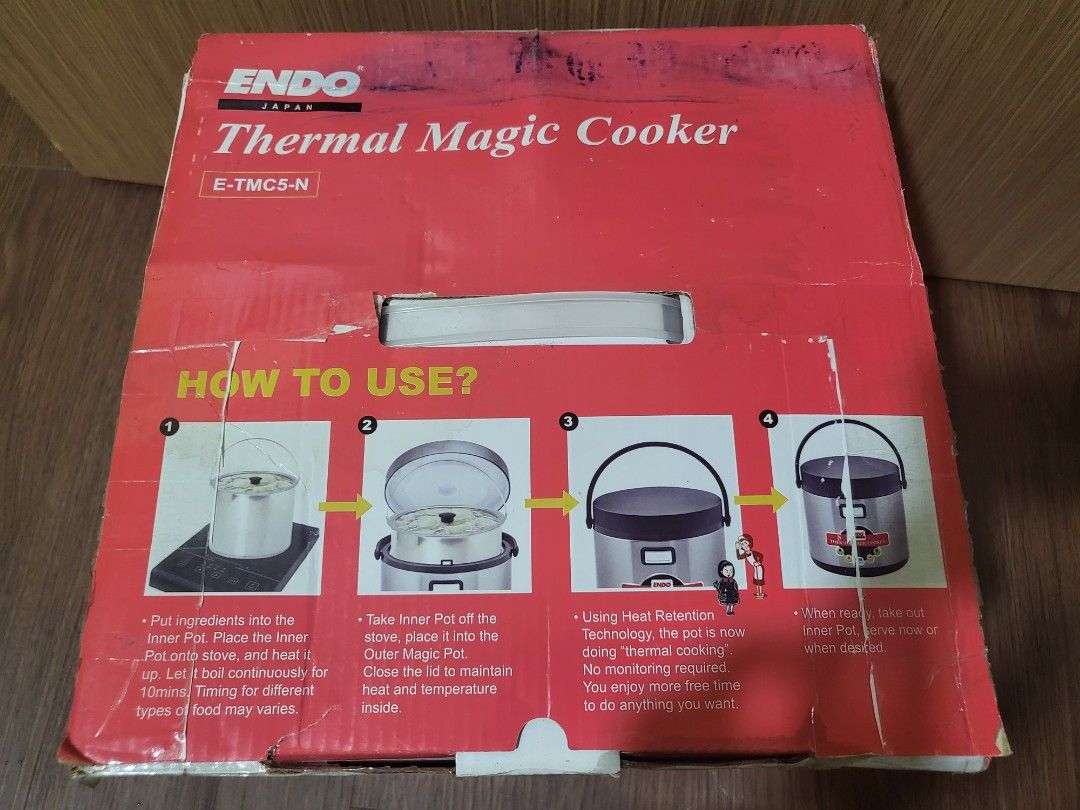 ENDO®
JAPAN
Thermal Magic Cooker
E-TMC5-N
HOW TO USE?
1
2
3
4
ENDO
• Put ingredients into the
Inner Pot. Place the Inner
Pot onto stove, and heat it
up. Let it boil continuously for
10mins. Timing for different
types of food may varies.
• Take Inner Pot off the
stove, place it into the
Outer Magic Pot.
Close the lid to maintain
heat and temperature
inside.
• Using Heat Retention
Technology, the pot is now
doing "thermal cooking".
No monitoring required.
You enjoy more free time
to do anything you want.
• When ready, take out
Inner Pot, serve now or
when desired.